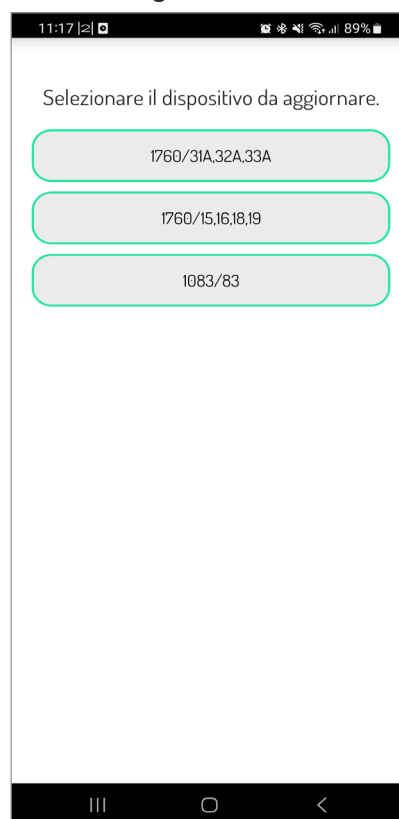 11:17 |2| 89%
Selezionare il dispositivo da aggiornare.
1760/31A,32A,33A
1760/15,16,18,19
1083/83